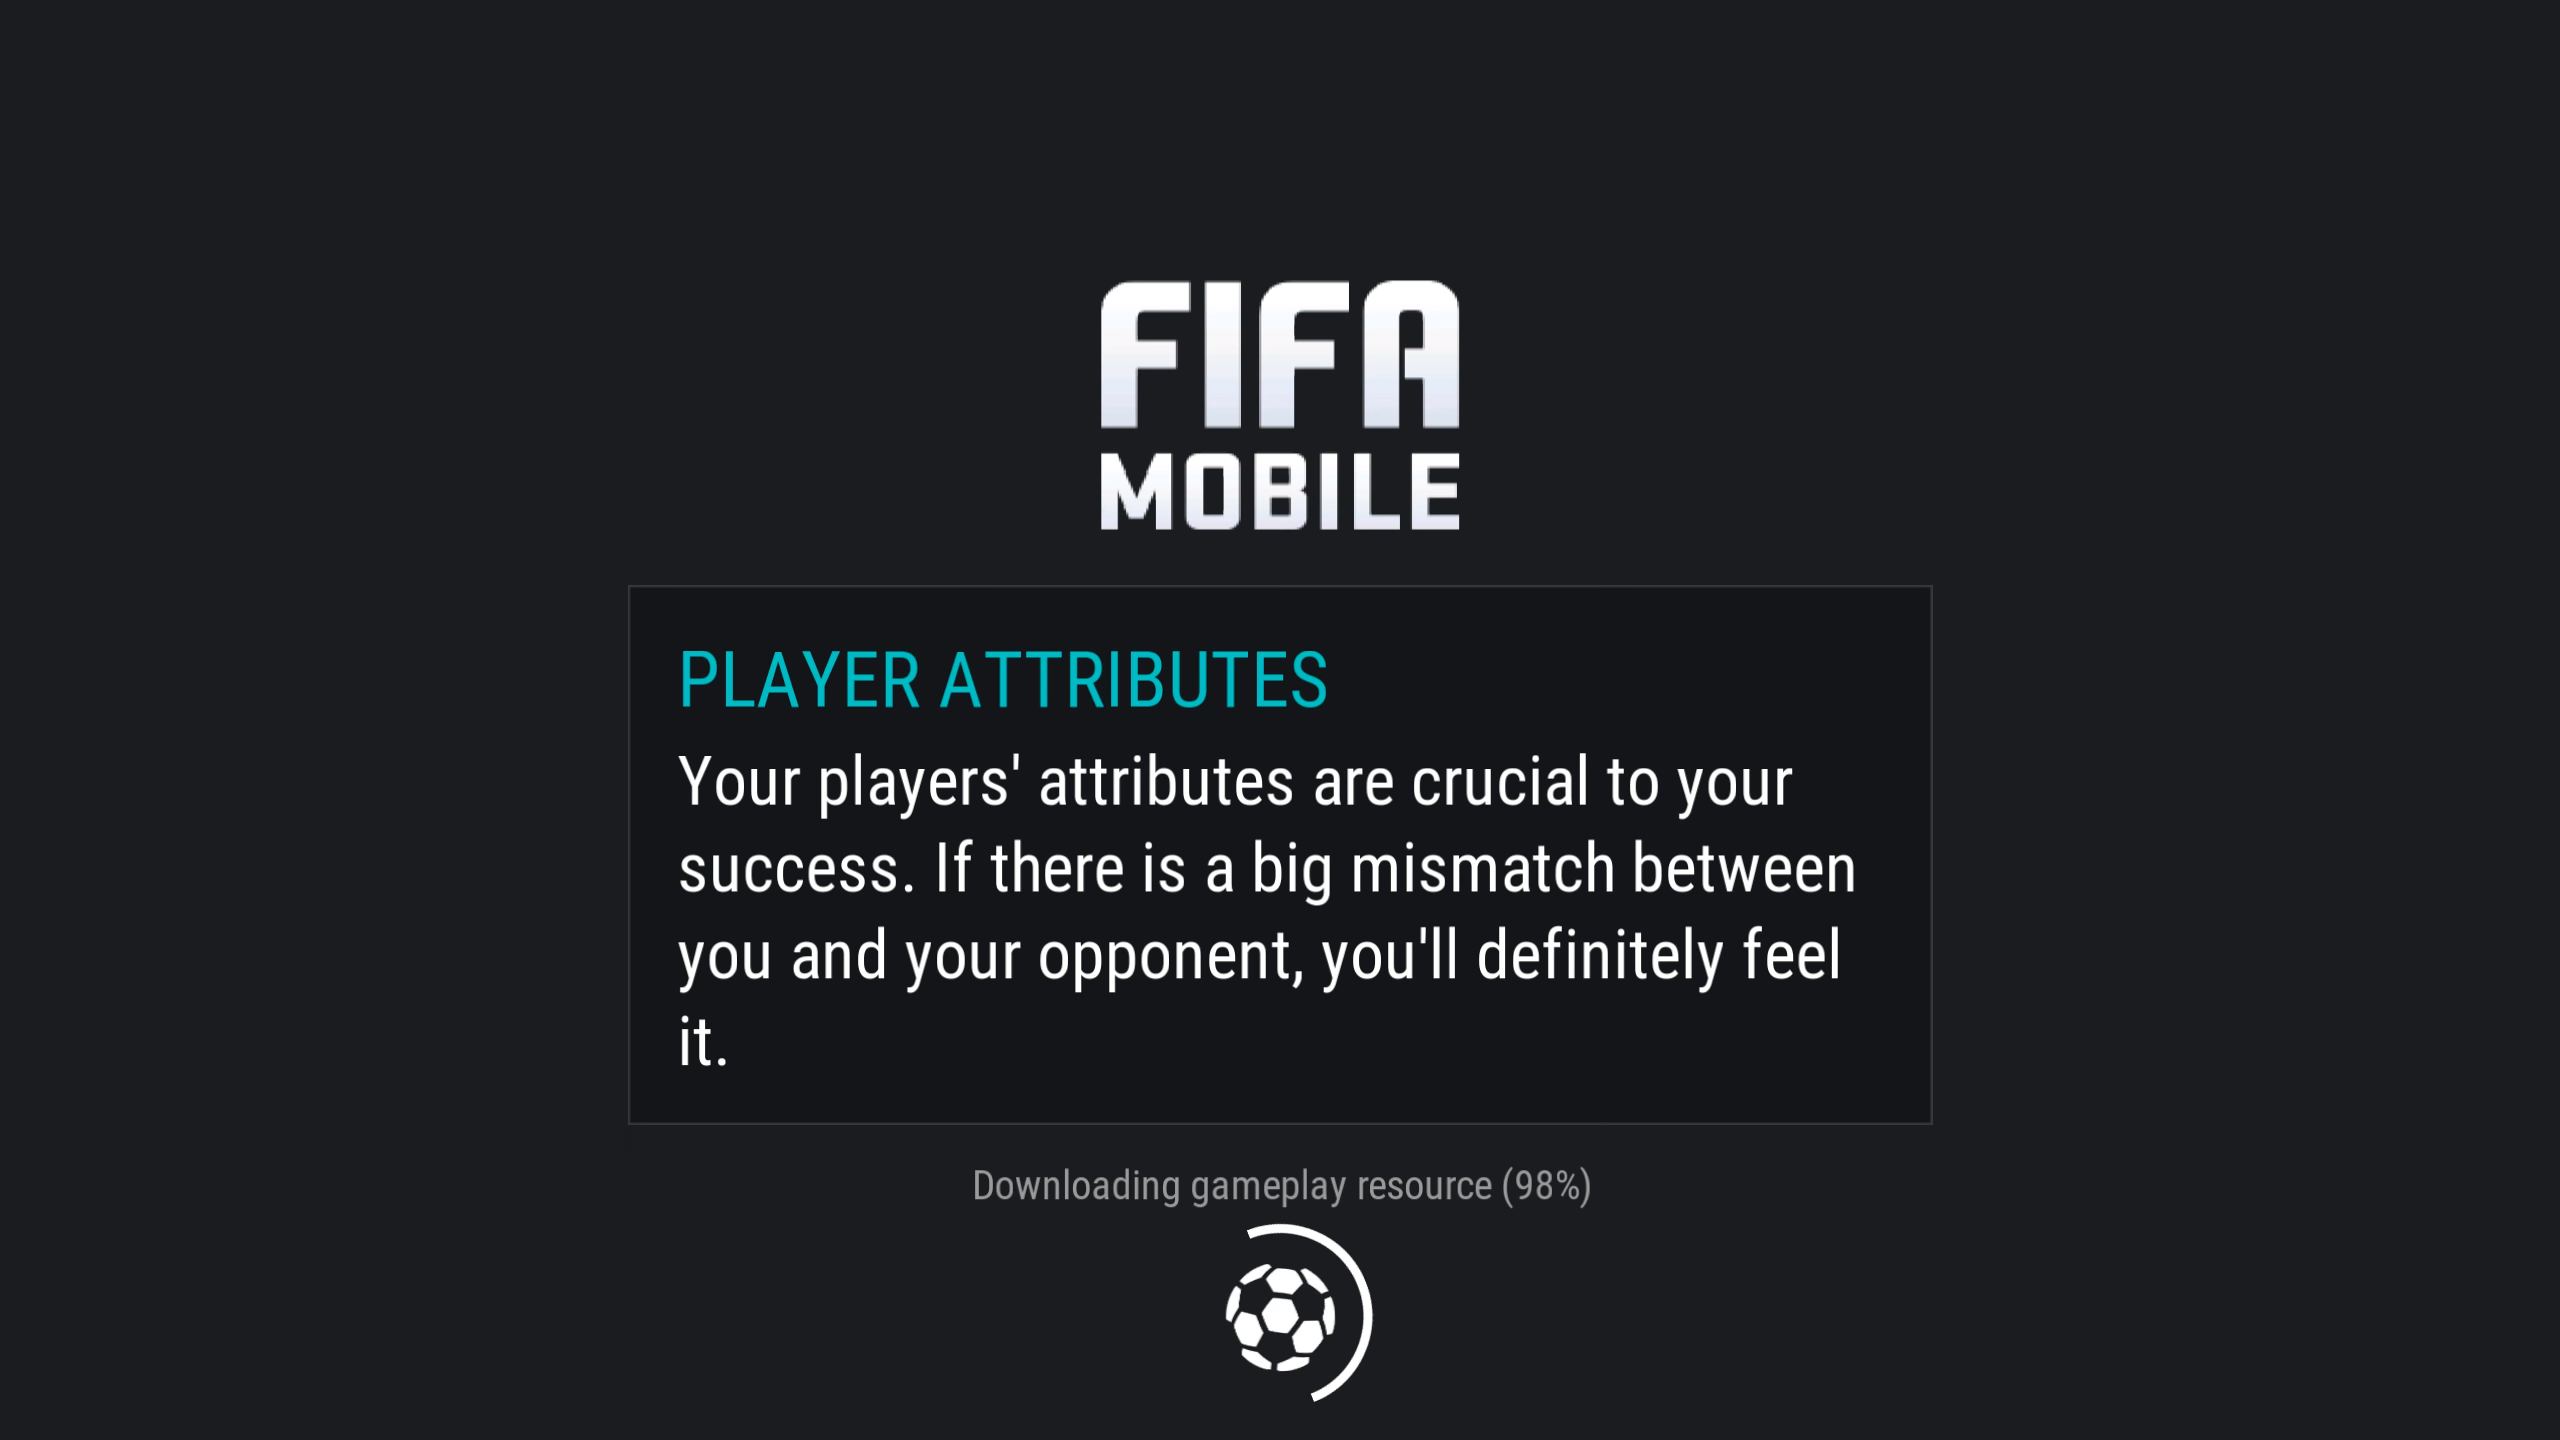 FIFA
MOBILE
PLAYER ATTRIBUTES
Your players' attributes are crucial to your
success. If there is a big mismatch between
you and your opponent, you'll definitely feel
it.
Downloading gameplay resource (98%)